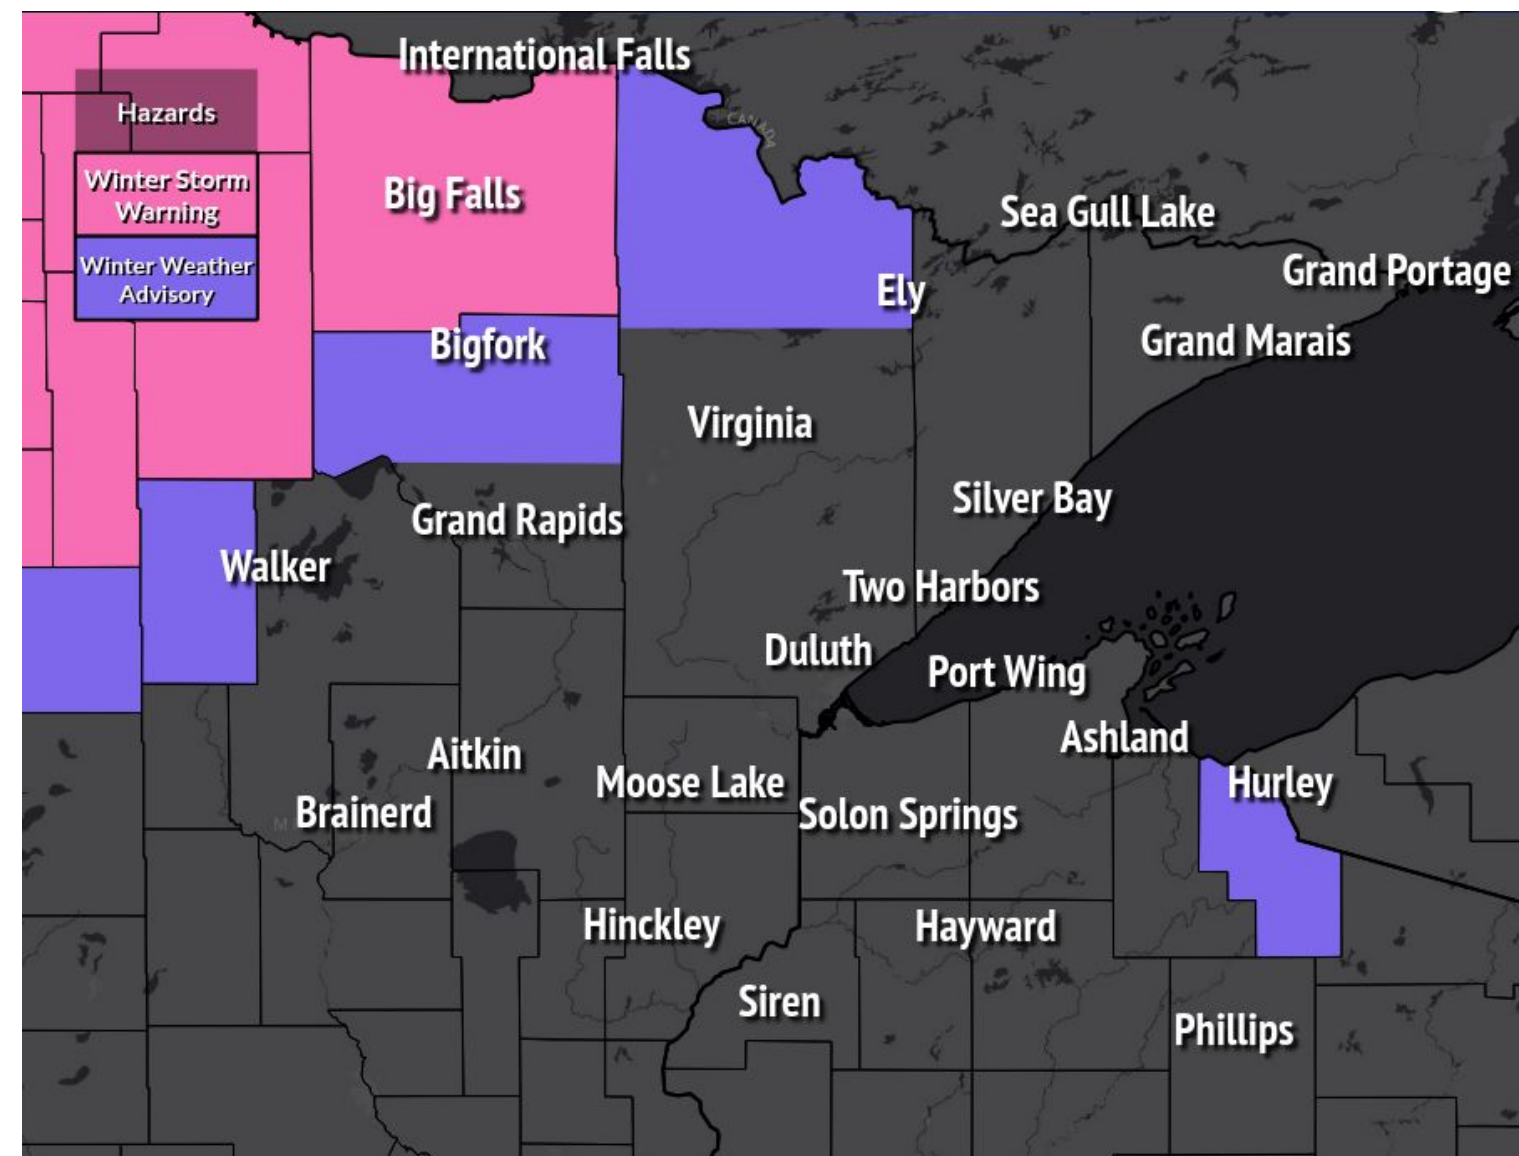 International Falls
CANADA
Hazards
Winter Storm
Warning
Big Falls
Sea Gull Lake
Winter Weather
Advisory
Grand Portage
Ely
Bigfork
Grand Marais
Virginia
Silver Bay
Grand Rapids
Walker
Two Harbors
Duluth
Port Wing
Ashland
Aitkin
Moose Lake
Hurley
Brainerd
Solon Springs
Hinckley
Hayward
Siren
Phillips